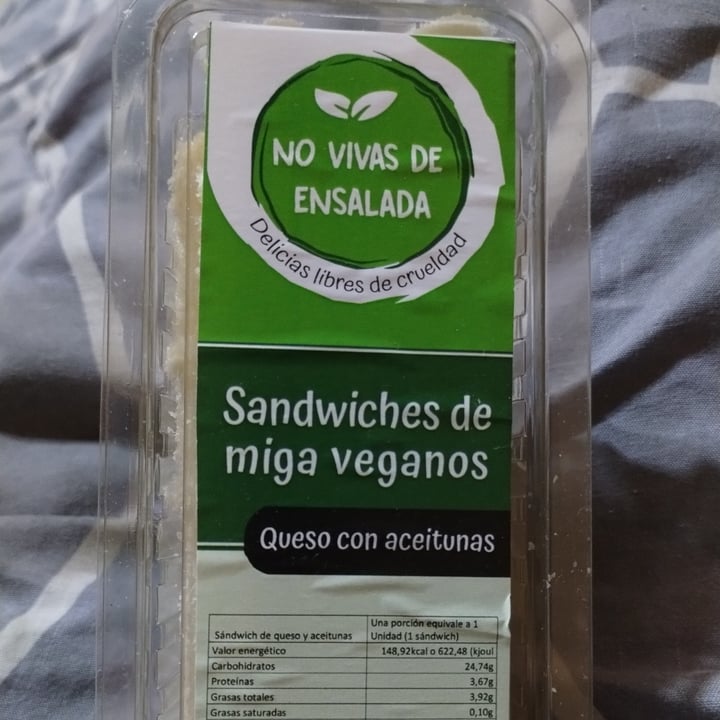 NO VIVAS DE
ENSALADA
Delicias libres de crueldad
Sandwiches de
miga veganos
Queso con aceitunas
Una porción equivale a 1
Sándwich de queso y aceitunas Unidad (1 sándwich)
Valor energético 148,92kcal o 622,48 (kjoul
Carbohidratos 24,74g
Proteínas 3,67g
Grasas totales 3,92g
Grasas saturadas 0,10g